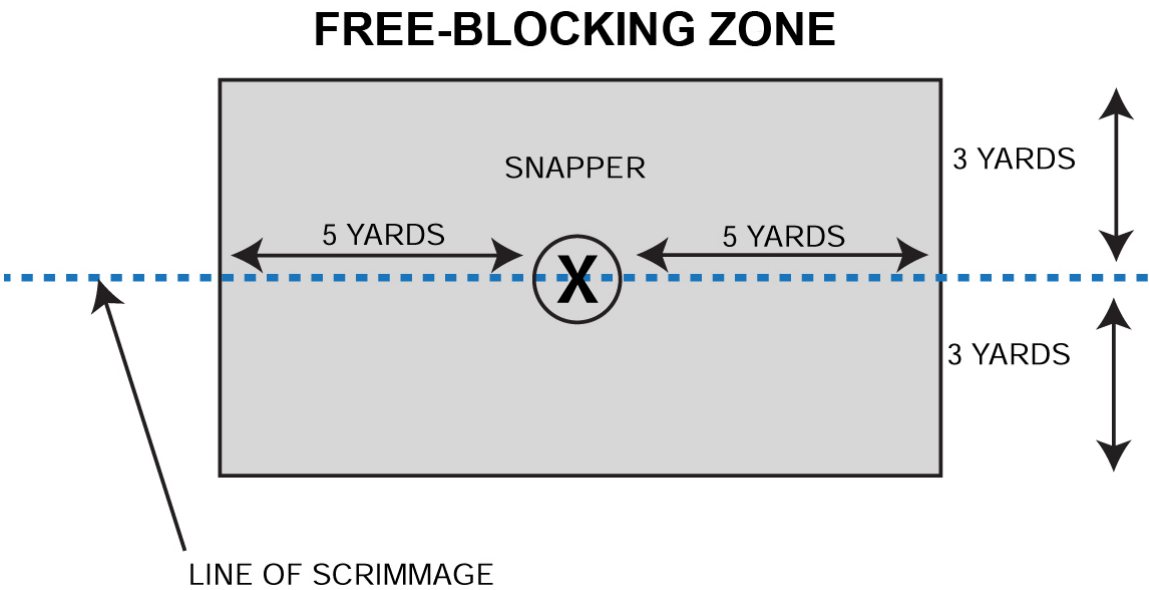 FREE-BLOCKING ZONE
SNAPPER
3 YARDS
5 YARDS
5 YARDS
X
3 YARDS
LINE OF SCRIMMAGE